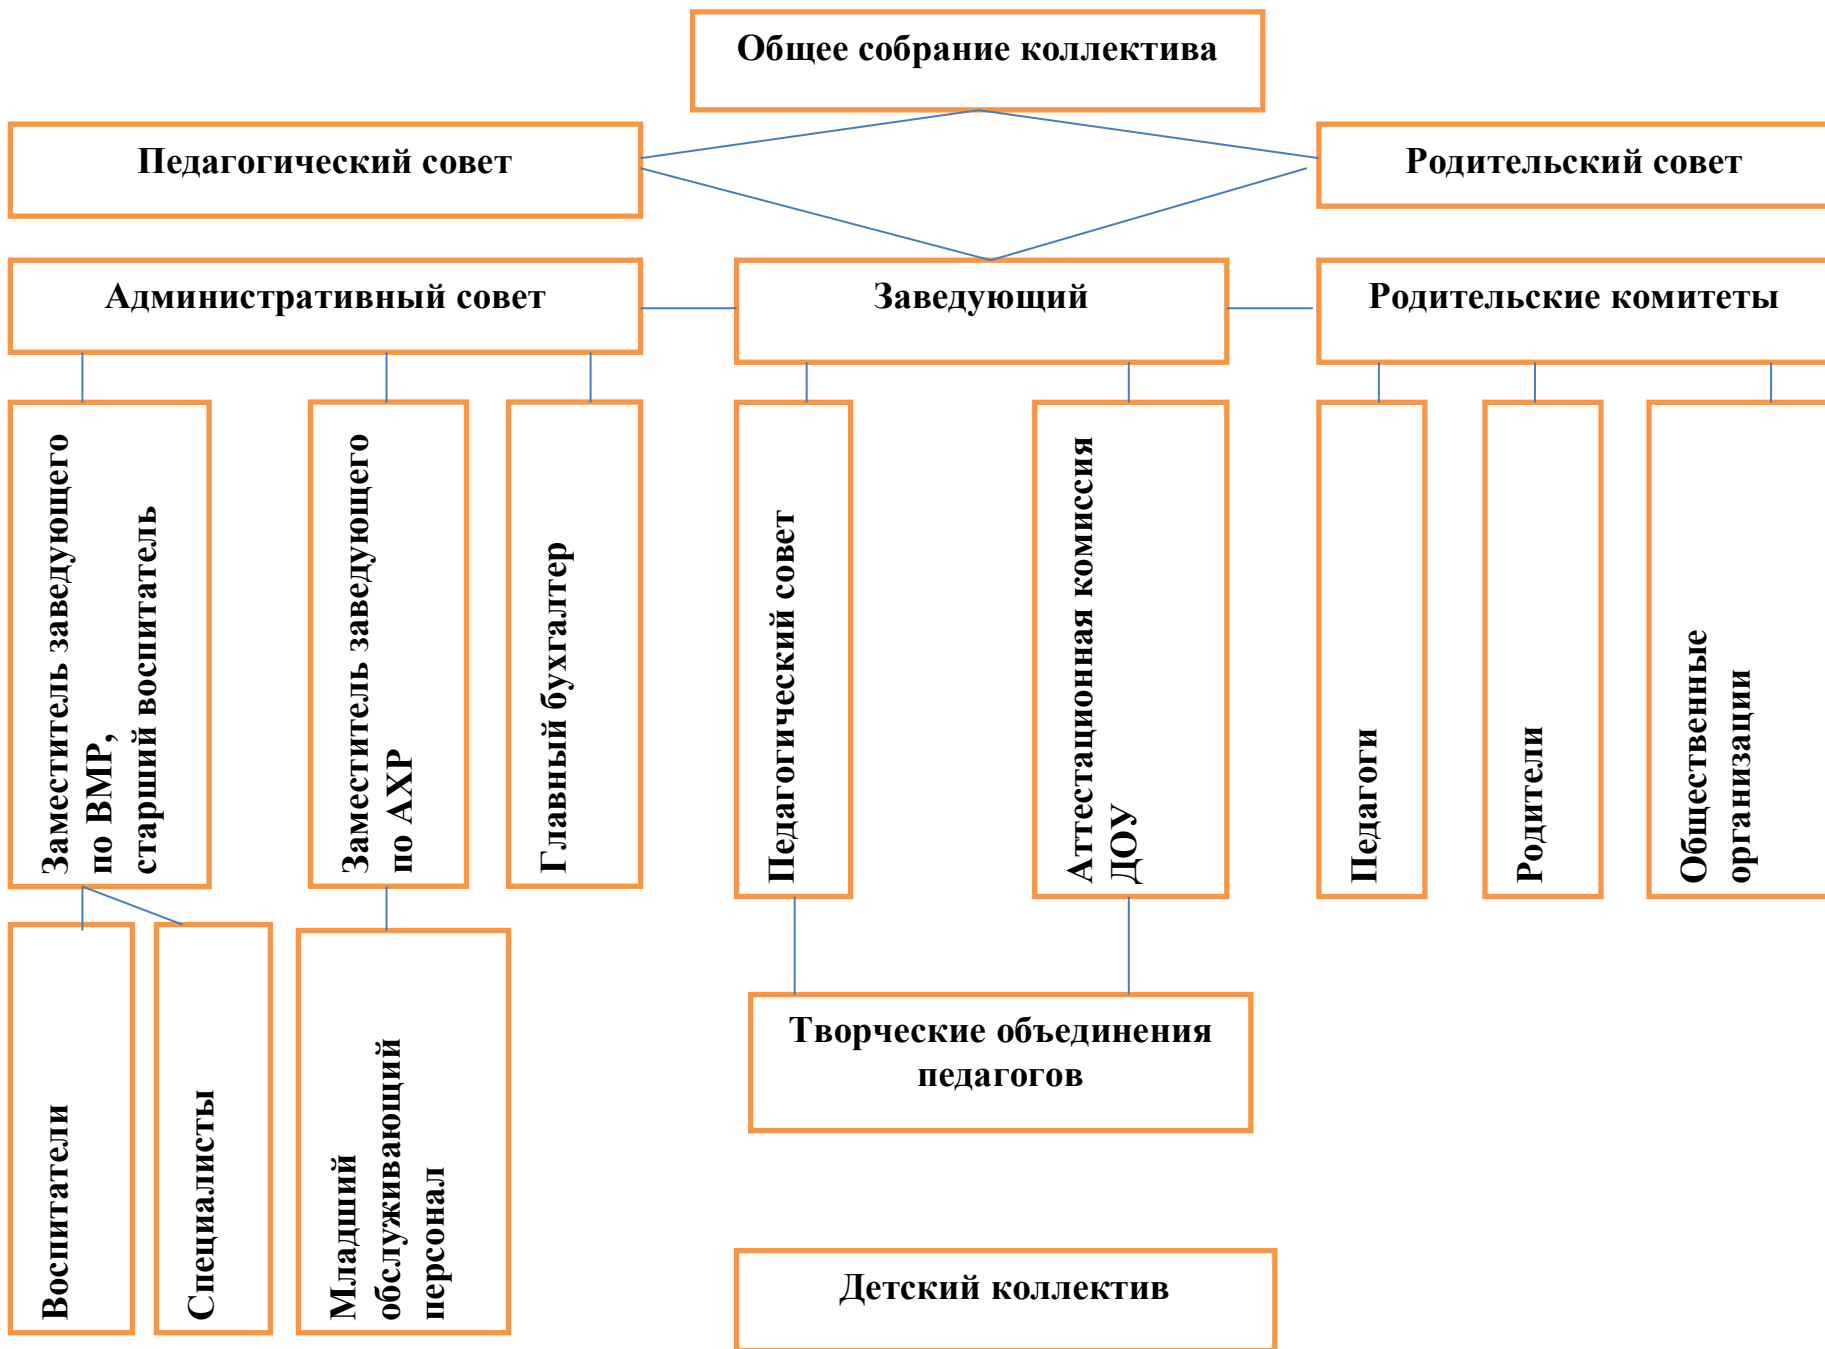 Общее собрание коллектива
Педагогический совет
Родительский совет
Административный совет
Заведующий
Родительские комитеты
Заместитель заведующего
по ВМР,
старший воспитатель
Заместитель заведующего
по АХР
Главный бухгалтер
Педагогический совет
Аттестационная комиссия
ДОУ
Педагоги
Родители
Общественные
организации
Воспитатели
Специалисты
Младший
обслуживающий
персонал
Творческие объединения
педагогов
Детский коллектив